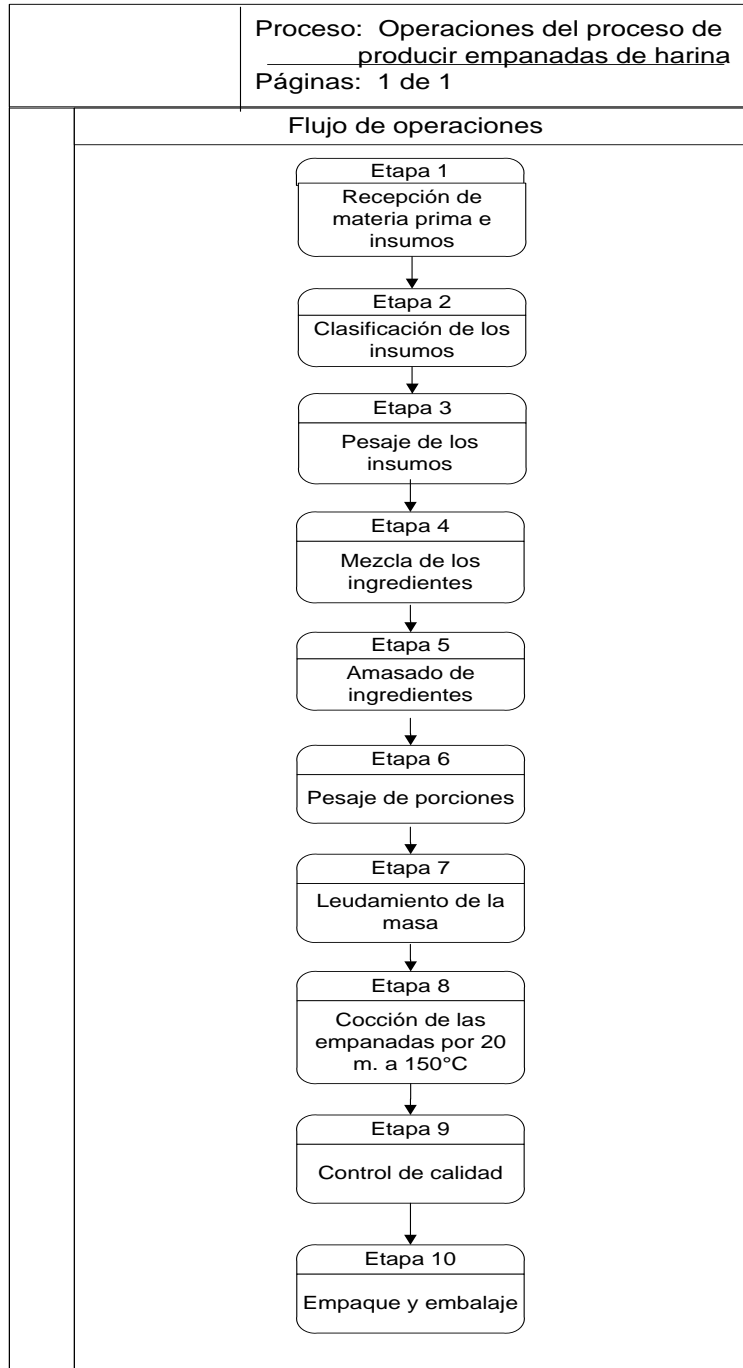 Proceso: Operaciones del proceso de
producir empanadas de harina
Páginas: 1 de 1
Flujo de operaciones
Etapa 1
Recepción de
materia prima e
insumos
Etapa 2
Clasificación de los
insumos
Etapa 3
Pesaje de los
insumos
Etapa 4
Mezcla de los
ingredientes
Etapa 5
Amasado de
ingredientes
Etapa 6
Pesaje de porciones
Etapa 7
Leudamiento de la
masa
Etapa 8
Cocción de las
empanadas por 20
m. a 150°C
Etapa 9
Control de calidad
Etapa 10
Empaque y embalaje